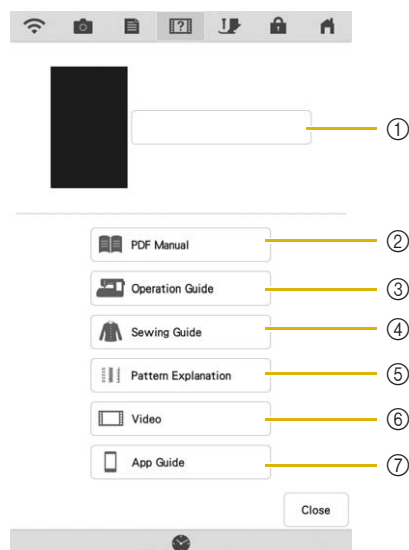 ①
PDF Manual
②
Operation Guide
③
Sewing Guide
④
Pattern Explanation
⑤
Video
⑥
App Guide
⑦
Close